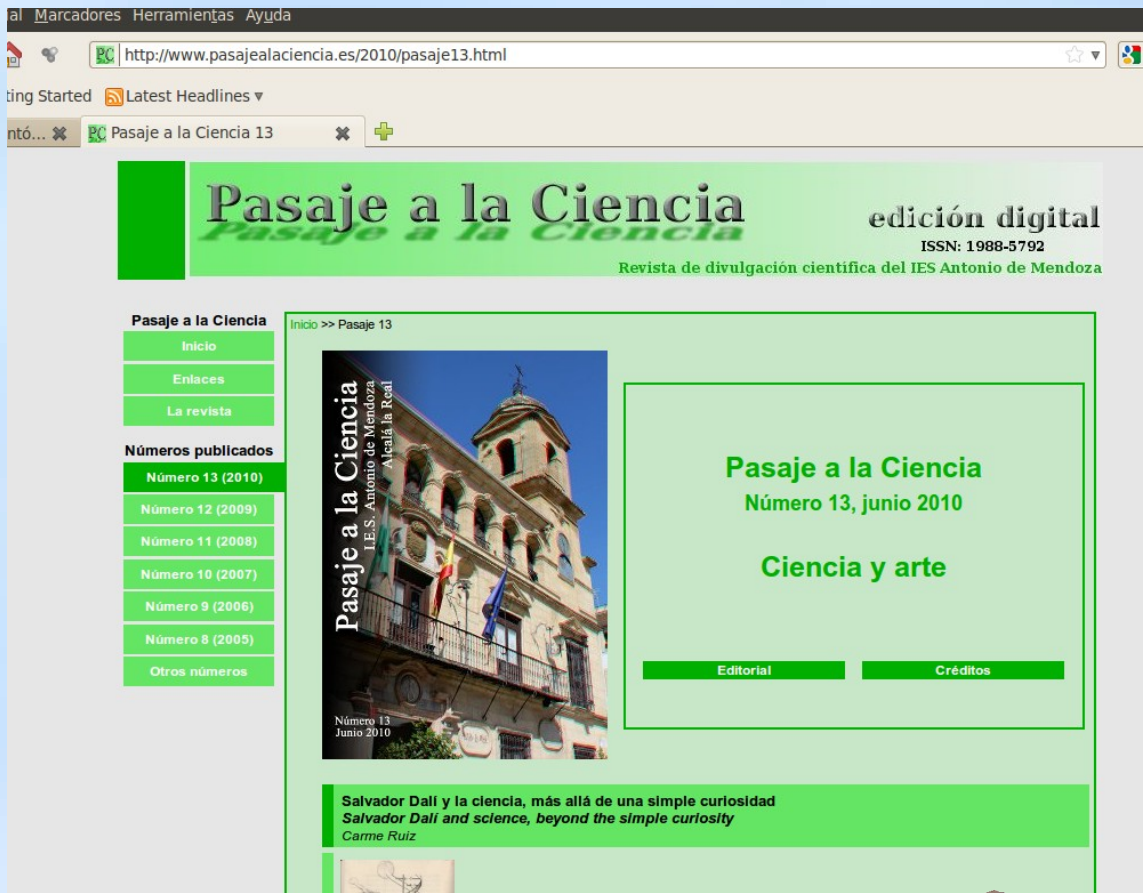 al Marcadores Herramientas Ayuda
http://www.pasajealaciencia.es/2010/pasaje13.html
ting Started Latest Headlines
ntó... PC Pasaje a la Ciencia 13
Pasaje a la Ciencia
edición digital
ISSN: 1988-5792
Revista de divulgación científica del IES Antonio de Mendoza
Pasaje a la Ciencia
Inicio
Enlaces
La revista
Números publicados
Número 13 (2010)
Número 12 (2009)
Número 11 (2008)
Número 10 (2007)
Número 9 (2006)
Número 8 (2005)
Otros números
Inicio >> Pasaje 13
Pasaje a la Ciencia
I.E.S. Antonio de Mendoza
Alcalá la Real
Número 13
Junio 2010
Pasaje a la Ciencia
Número 13, junio 2010
Ciencia y arte
Editorial
Créditos
Salvador Dalí y la ciencia, más allá de una simple curiosidad
Salvador Dalí and science, beyond the simple curiosity
Carme Ruiz